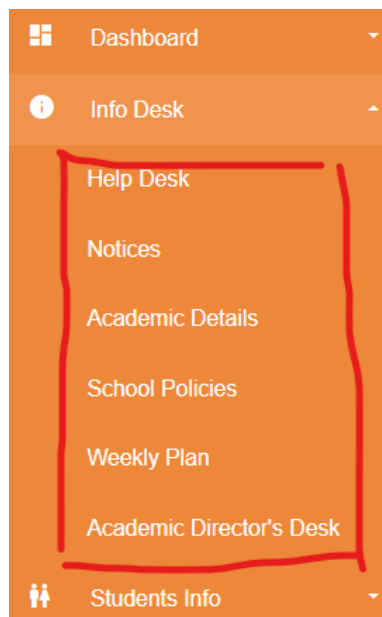 Dashboard
Info Desk
Help Desk
Notices
Academic Details
School Policies
Weekly Plan
Academic Director's Desk
Students Info